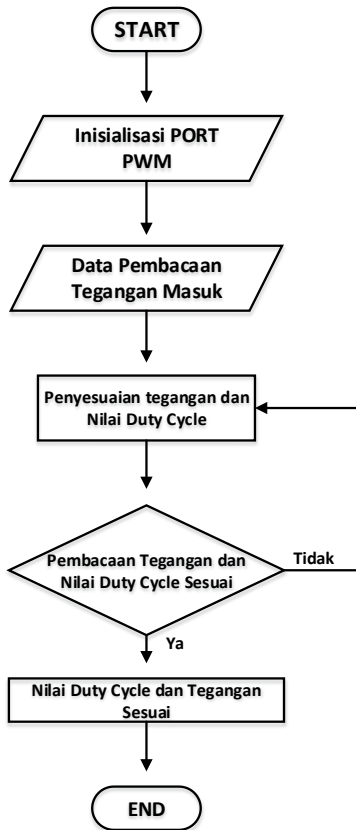 START
Inisialisasi PORT
PWM
Data Pembacaan
Tegangan Masuk
Penyesuaian tegangan dan
Nilai Duty Cycle
Pembacaan Tegangan dan
Nilai Duty Cycle Sesuai
Tidak
Ya
Nilai Duty Cycle dan Tegangan
Sesuai
END